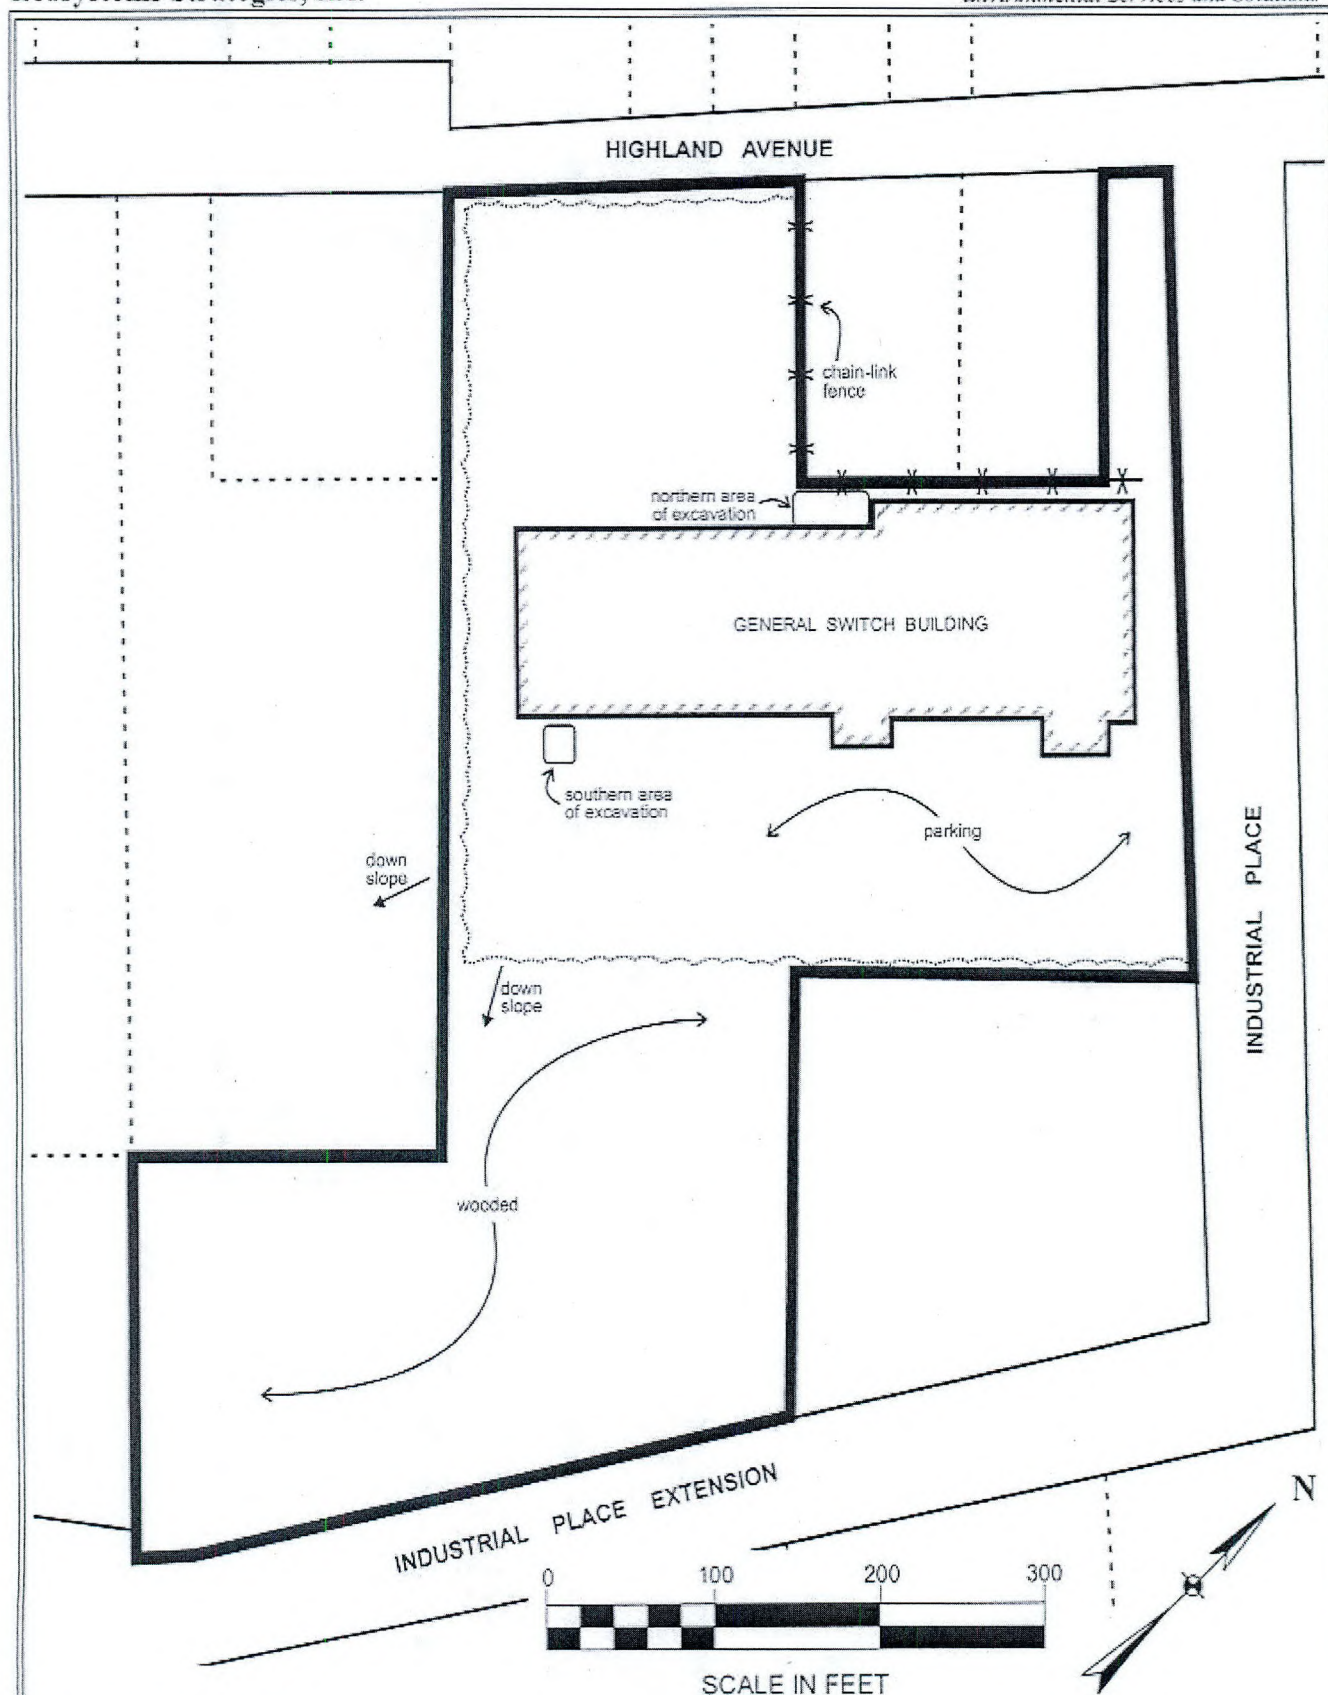 HIGHLAND AVENUE
chain-link
fence
northern area
of excavation
GENERAL SWITCH BUILDING
southern area
of excavation
parking
down
slope
INDUSTRIAL PLACE
down
slope
wooded
INDUSTRIAL PLACE EXTENSION
N
0 100 200 300
SCALE IN FEET